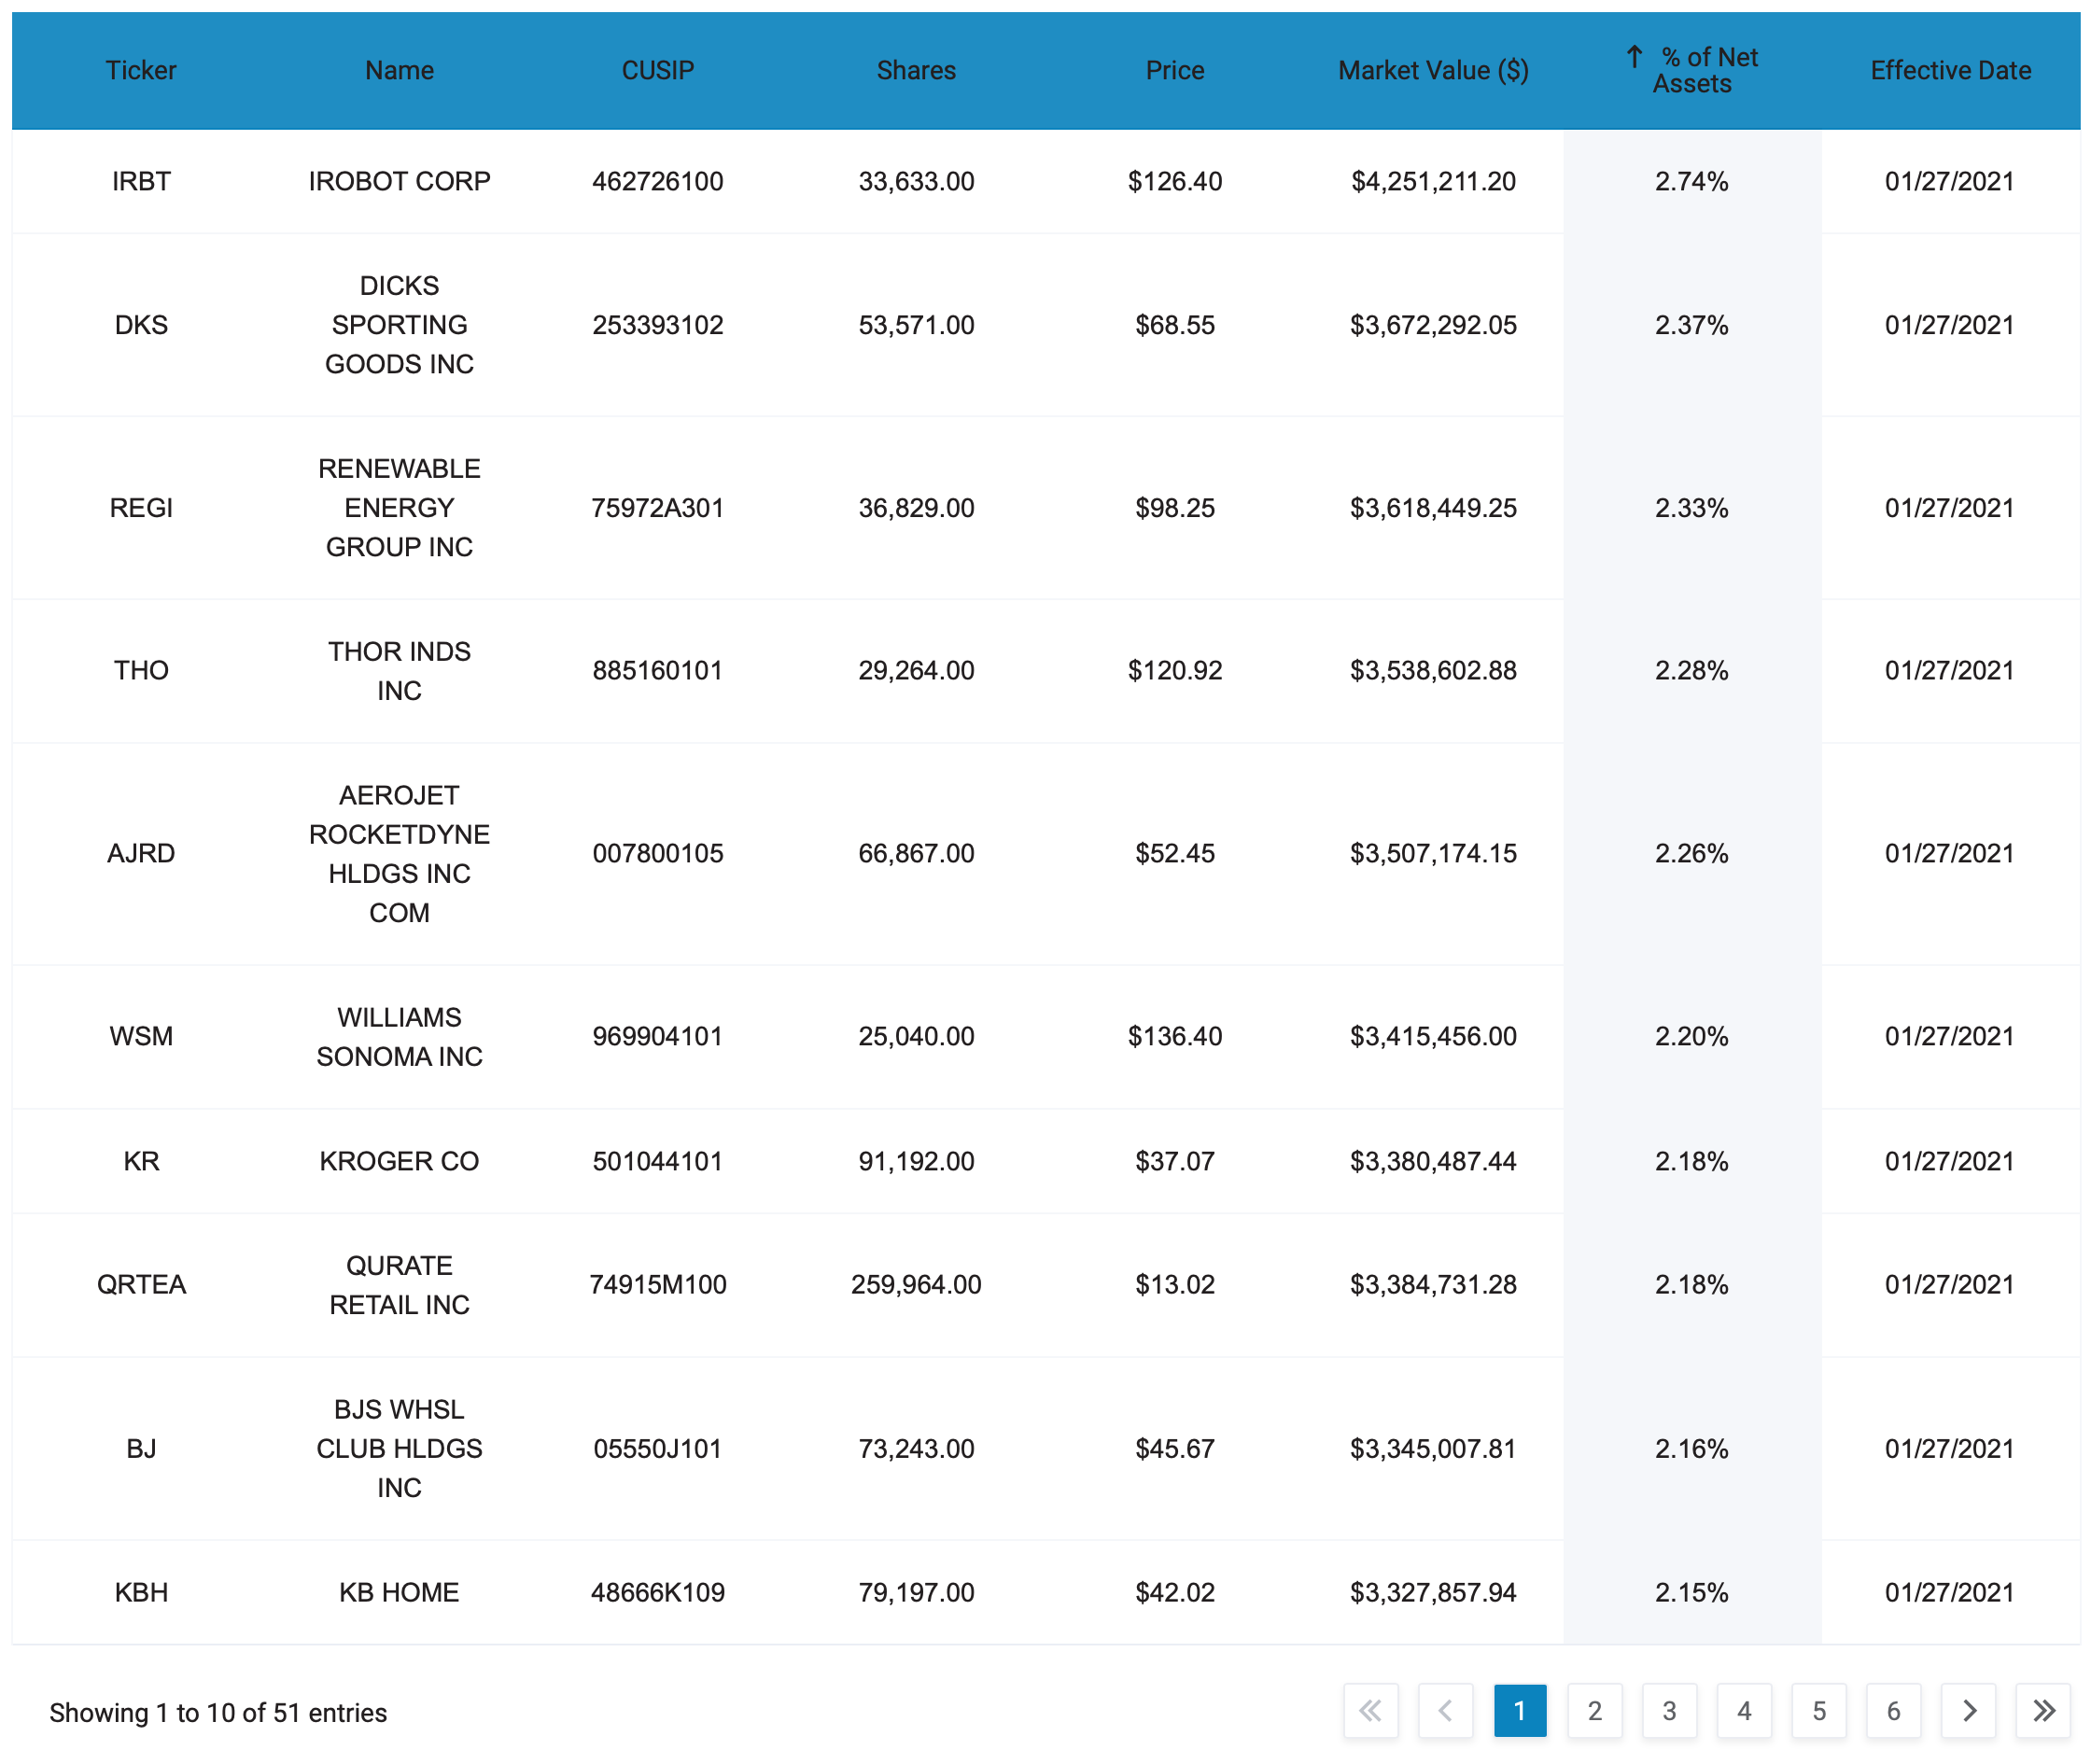 Ticker Name CUSIP Shares Price Market Value ($) ↑ % of Net Assets Effective Date
IRBT IROBOT CORP 462726100 33,633.00 $126.40 $4,251,211.20 2.74% 01/27/2021
DKS DICKS SPORTING GOODS INC 253393102 53,571.00 $68.55 $3,672,292.05 2.37% 01/27/2021
REGI RENEWABLE ENERGY GROUP INC 75972A301 36,829.00 $98.25 $3,618,449.25 2.33% 01/27/2021
THO THOR INDS INC 885160101 29,264.00 $120.92 $3,538,602.88 2.28% 01/27/2021
AJRD AEROJET ROCKETDYNE HLDGS INC COM 007800105 66,867.00 $52.45 $3,507,174.15 2.26% 01/27/2021
WSM WILLIAMS SONOMA INC 969904101 25,040.00 $136.40 $3,415,456.00 2.20% 01/27/2021
KR KROGER CO 501044101 91,192.00 $37.07 $3,380,487.44 2.18% 01/27/2021
QRTEA QURATE RETAIL INC 74915M100 259,964.00 $13.02 $3,384,731.28 2.18% 01/27/2021
BJ BJS WHSL CLUB HLDGS INC 05550J101 73,243.00 $45.67 $3,345,007.81 2.16% 01/27/2021
KBH KB HOME 48666K109 79,197.00 $42.02 $3,327,857.94 2.15% 01/27/2021
Showing 1 to 10 of 51 entries « ‹ 1 2 3 4 5 6 › »